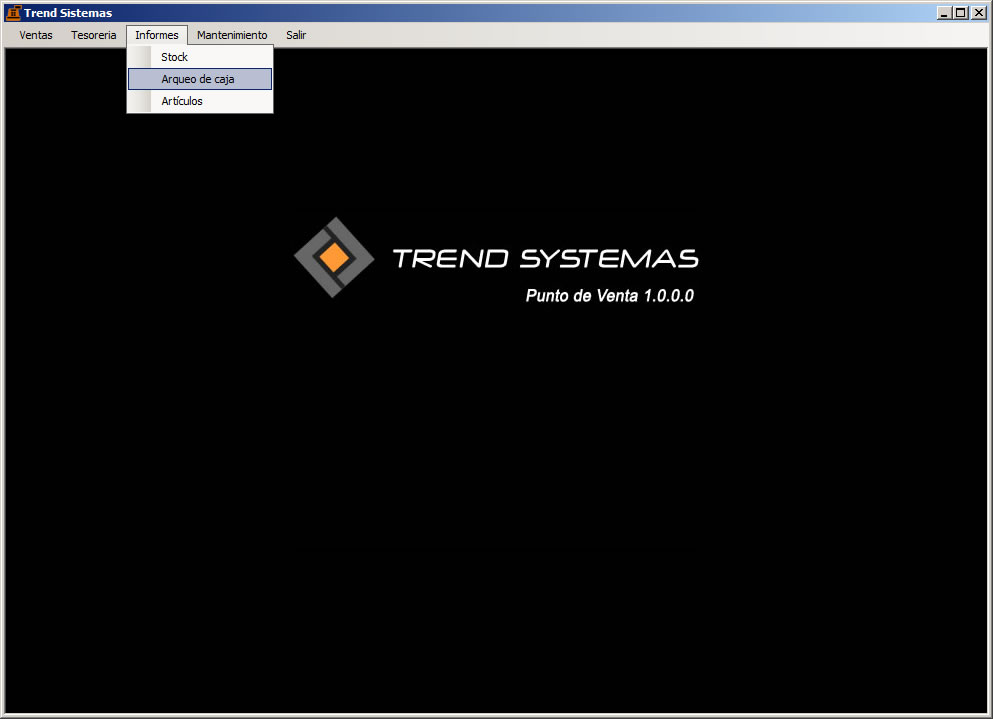 Trend Sistemas
Ventas Tesoreria Informes Mantenimiento Salir
Stock
Arqueo de caja
Artículos
TREND SYSTEMAS
Punto de Venta 1.0.0.0